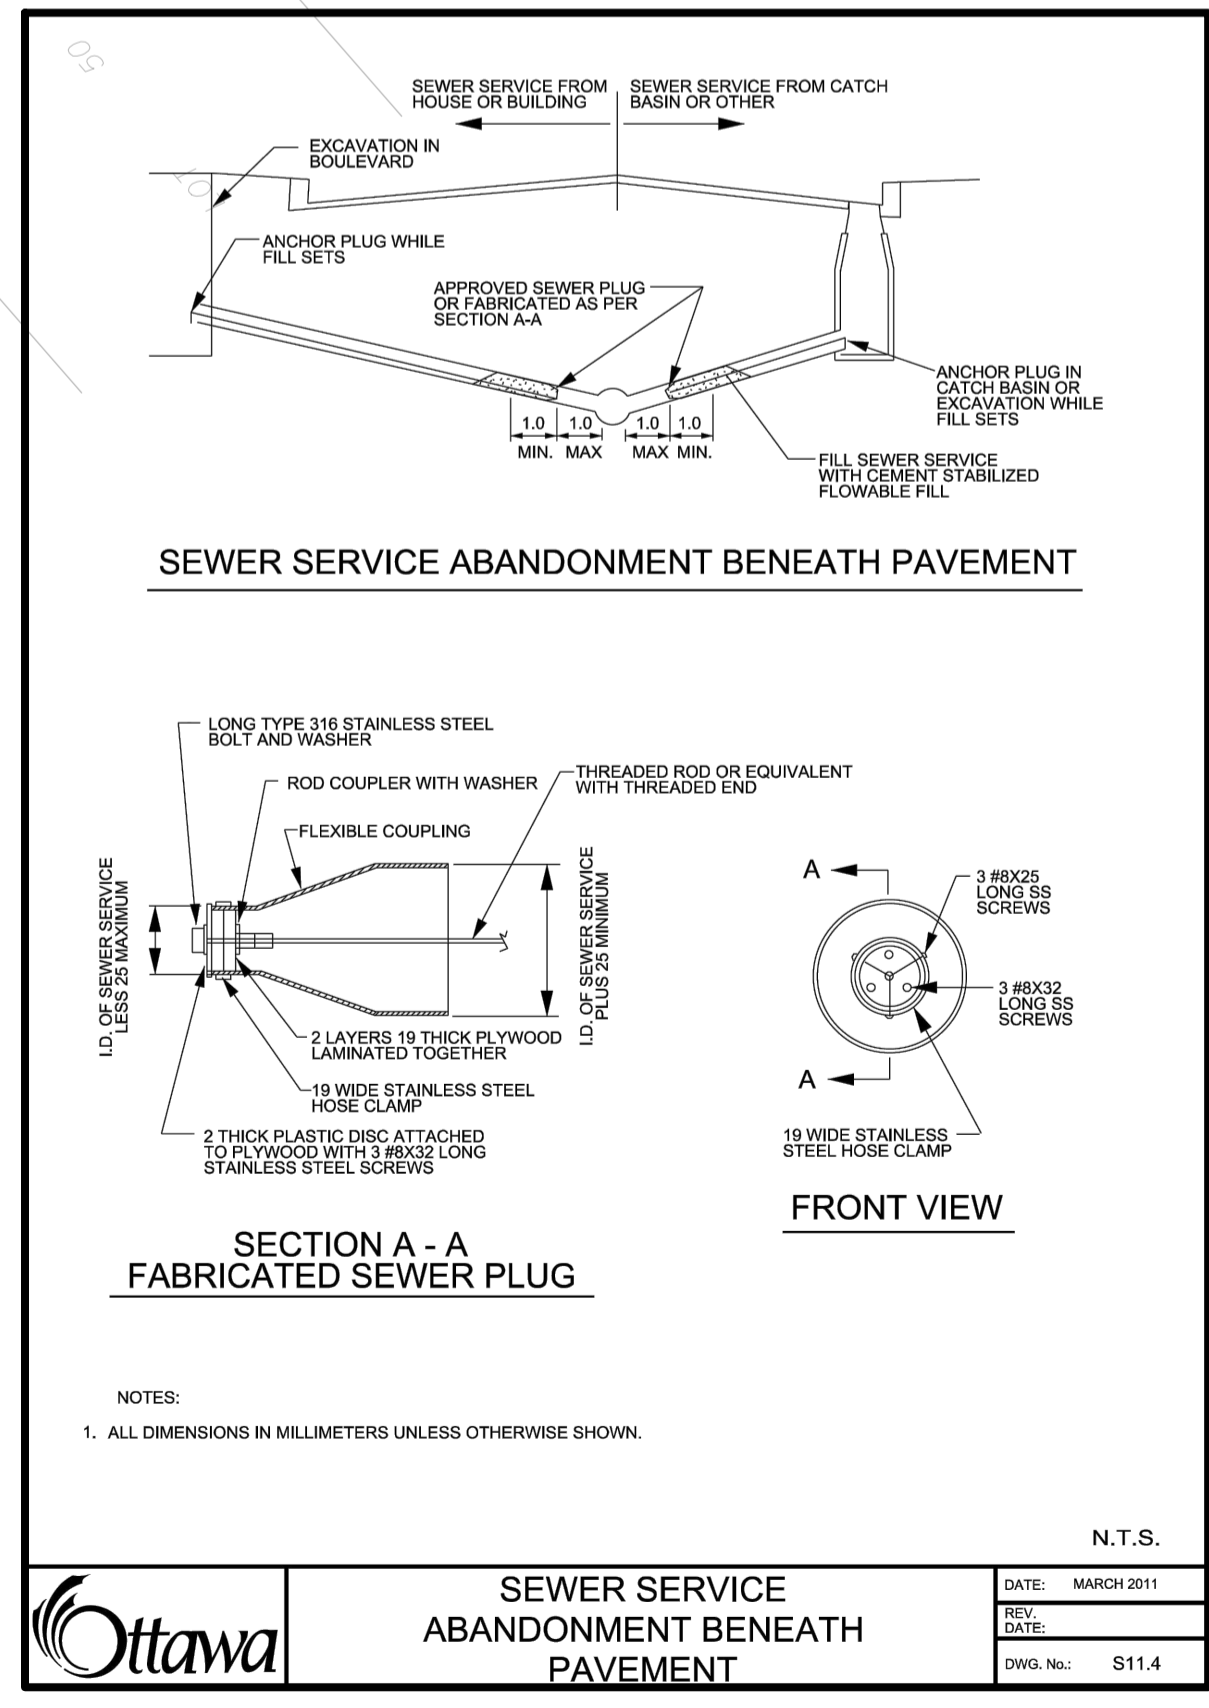 50
SEWER SERVICE FROM
HOUSE OR BUILDING
SEWER SERVICE FROM CATCH
BASIN OR OTHER
EXCAVATION IN
BOULEVARD
ANCHOR PLUG WHILE
FILL SETS
APPROVED SEWER PLUG
OR FABRICATED AS PER
SECTION A-A
ANCHOR PLUG IN
CATCH BASIN OR
EXCAVATION WHILE
FILL SETS
1.0 1.0 1.0 1.0
MIN. MAX MAX MIN.
FILL SEWER SERVICE
WITH CEMENT STABILIZED
FLOWABLE FILL
SEWER SERVICE ABANDONMENT BENEATH PAVEMENT
LONG TYPE 316 STAINLESS STEEL
BOLT AND WASHER
ROD COUPLER WITH WASHER
THREADED ROD OR EQUIVALENT
WITH THREADED END
FLEXIBLE COUPLING
I.D. OF SEWER SERVICE
LESS 25 MAXIMUM
I.D. OF SEWER SERVICE
PLUS 25 MINIMUM
2 LAYERS 19 THICK PLYWOOD
LAMINATED TOGETHER
19 WIDE STAINLESS STEEL
HOSE CLAMP
2 THICK PLASTIC DISC ATTACHED
TO PLYWOOD WITH 3 #8X32 LONG
STAINLESS STEEL SCREWS
SECTION A - A
FABRICATED SEWER PLUG
A
3 #8X25
LONG SS
SCREWS
3 #8X32
LONG SS
SCREWS
A
19 WIDE STAINLESS
STEEL HOSE CLAMP
FRONT VIEW
NOTES:
1. ALL DIMENSIONS IN MILLIMETERS UNLESS OTHERWISE SHOWN.
N.T.S.
Ottawa
SEWER SERVICE
ABANDONMENT BENEATH
PAVEMENT
DATE: MARCH 2011
REV.
DATE:
DWG. No.: S11.4